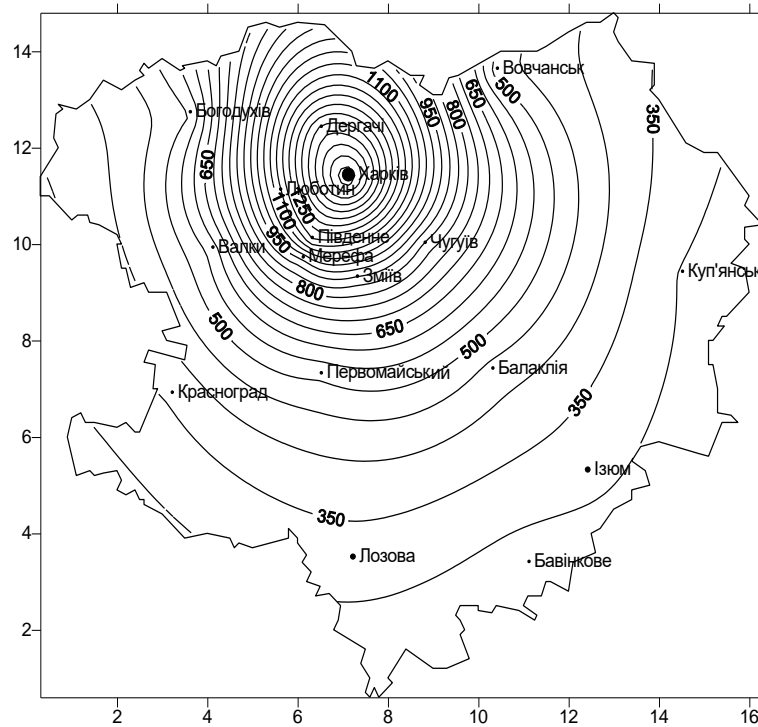 14
12
10
8
6
4
2
2
4
6
8
10
12
14
16
Вовчанськ
Богодухів
Дергачі
Харків
Люботин
Південне
Мерефа
Валки
Чугуїв
Зміїв
Куп'янськ
Первомайський
Балаклія
Красноград
Ізюм
Лозова
Бавінкове
1100
950
800
650
500
350
650
1250
1100
950
800
650
500
500
350
350